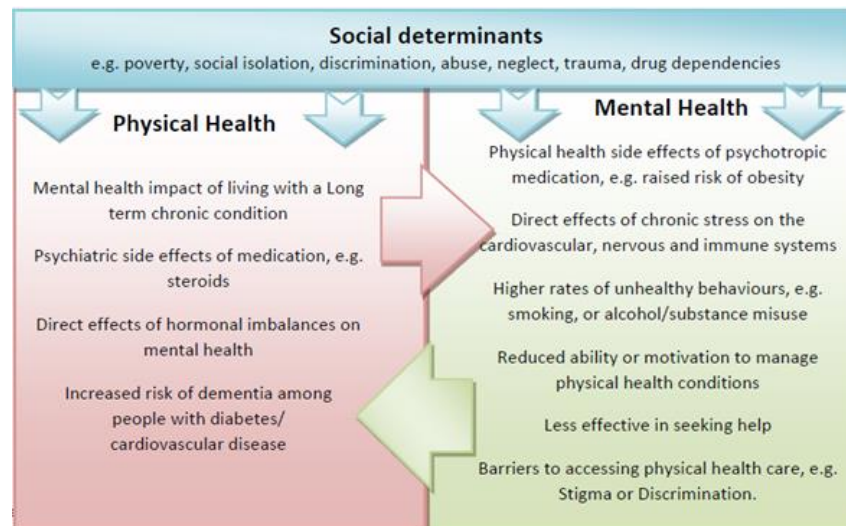 Social determinants
e.g. poverty, social isolation, discrimination, abuse, neglect, trauma, drug dependencies
Physical Health
Mental health impact of living with a Long
term chronic condition
Psychiatric side effects of medication, e.g.
steroids
Direct effects of hormonal imbalances on
mental health
Increased risk of dementia among
people with diabetes/
cardiovascular disease
Mental Health
Physical health side effects of psychotropic
medication, e.g. raised risk of obesity
Direct effects of chronic stress on the
cardiovascular, nervous and immune systems
Higher rates of unhealthy behaviours, e.g.
smoking, or alcohol/substance misuse
Reduced ability or motivation to manage
physical health conditions
Less effective in seeking help
Barriers to accessing physical health care, e.g.
Stigma or Discrimination.